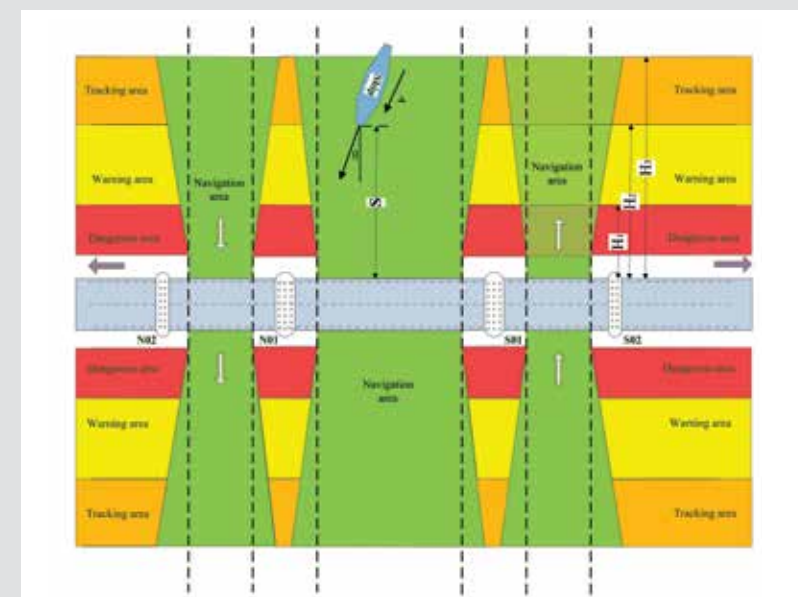 Tracking area
Ship
Tracking area
Warning area
Navigation
area
S
Navigation
area
Warning area
H₃
H₂
H₁
Dangerous area
Dangerous area
N02
N01
S01
S02
Dangerous area
Navigation
area
Dangerous area
Warning area
Warning area
Tracking area
Tracking area